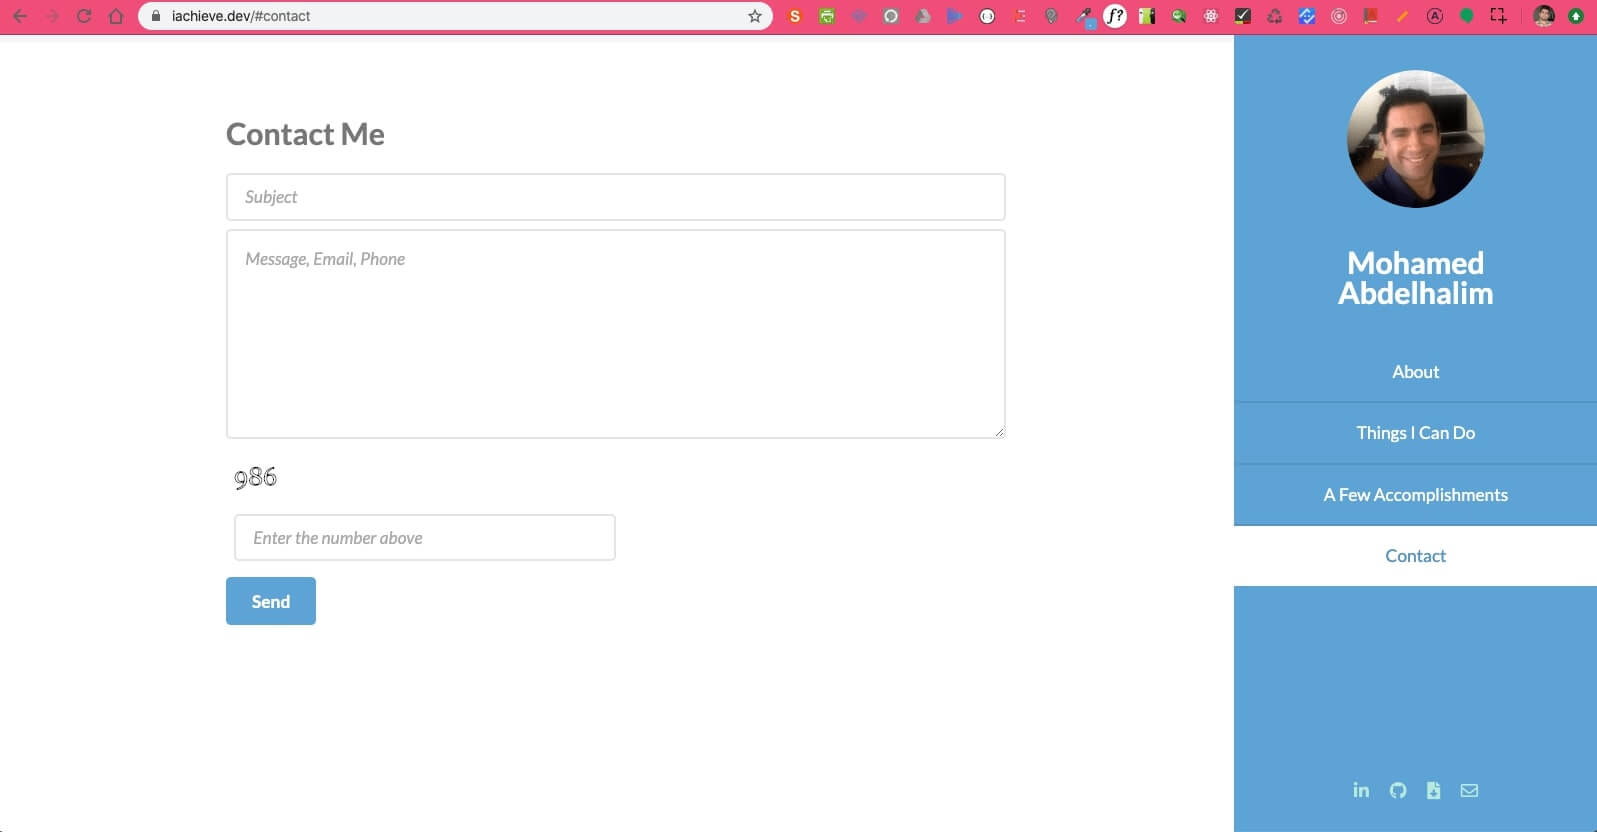 iachieve.dev/#contact
Contact Me
Subject
Message, Email, Phone
986
Enter the number above
Send
Mohamed
Abdelhalim
About
Things I Can Do
A Few Accomplishments
Contact
in